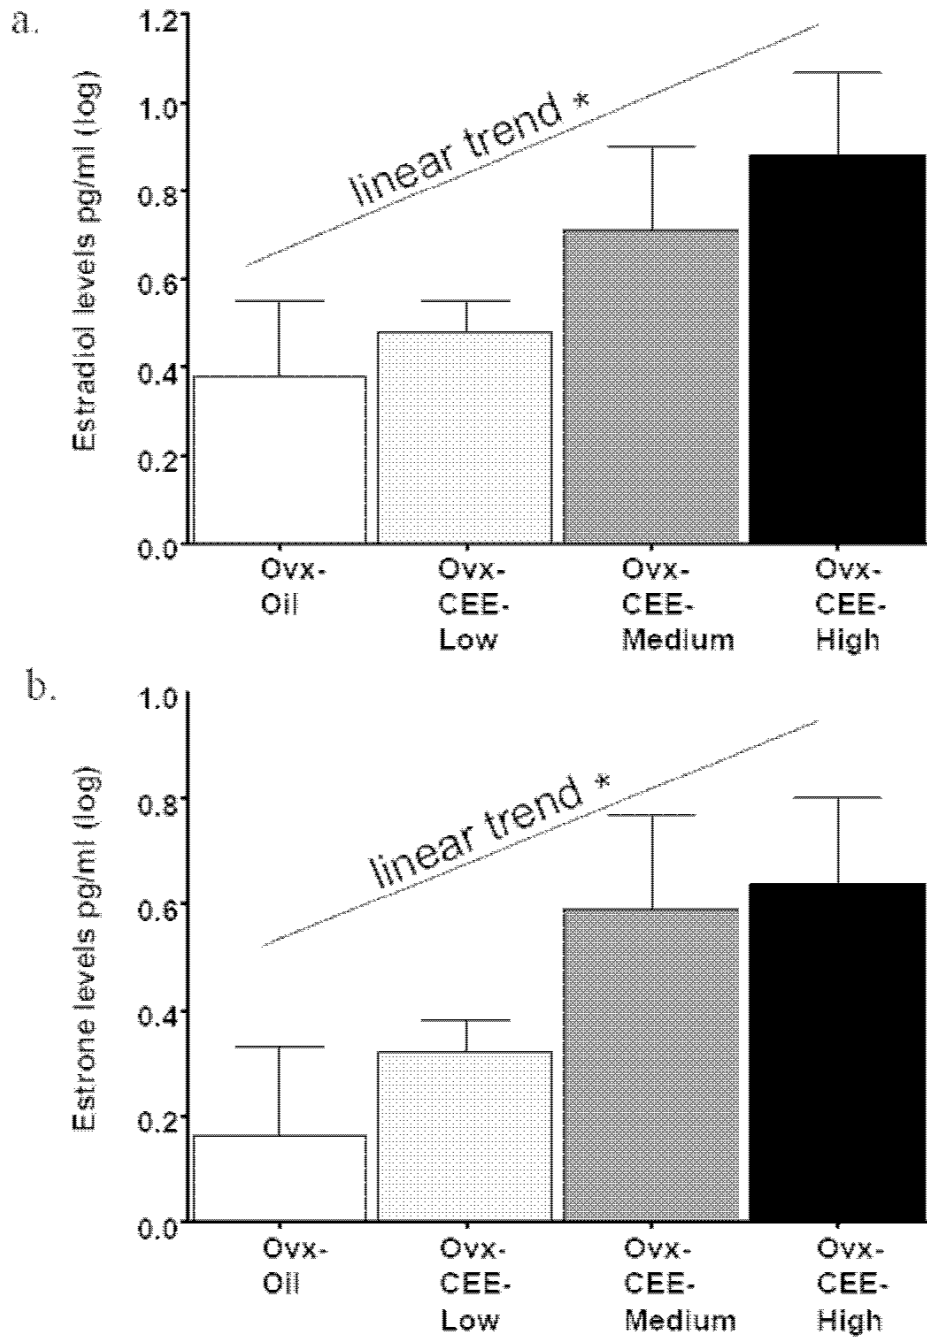 a.
Estradiol levels pg/ml (log)
1.2
1.0
0.8
0.6
0.4
0.2
0.0
linear trend *
Ovx-
Oil
Ovx-
CEE-
Low
Ovx-
CEE-
Medium
Ovx-
CEE-
High
b.
Estrone levels pg/ml (log)
1.0
0.8
0.6
0.4
0.2
0.0
linear trend *
Ovx-
Oil
Ovx-
CEE-
Low
Ovx-
CEE-
Medium
Ovx-
CEE-
High